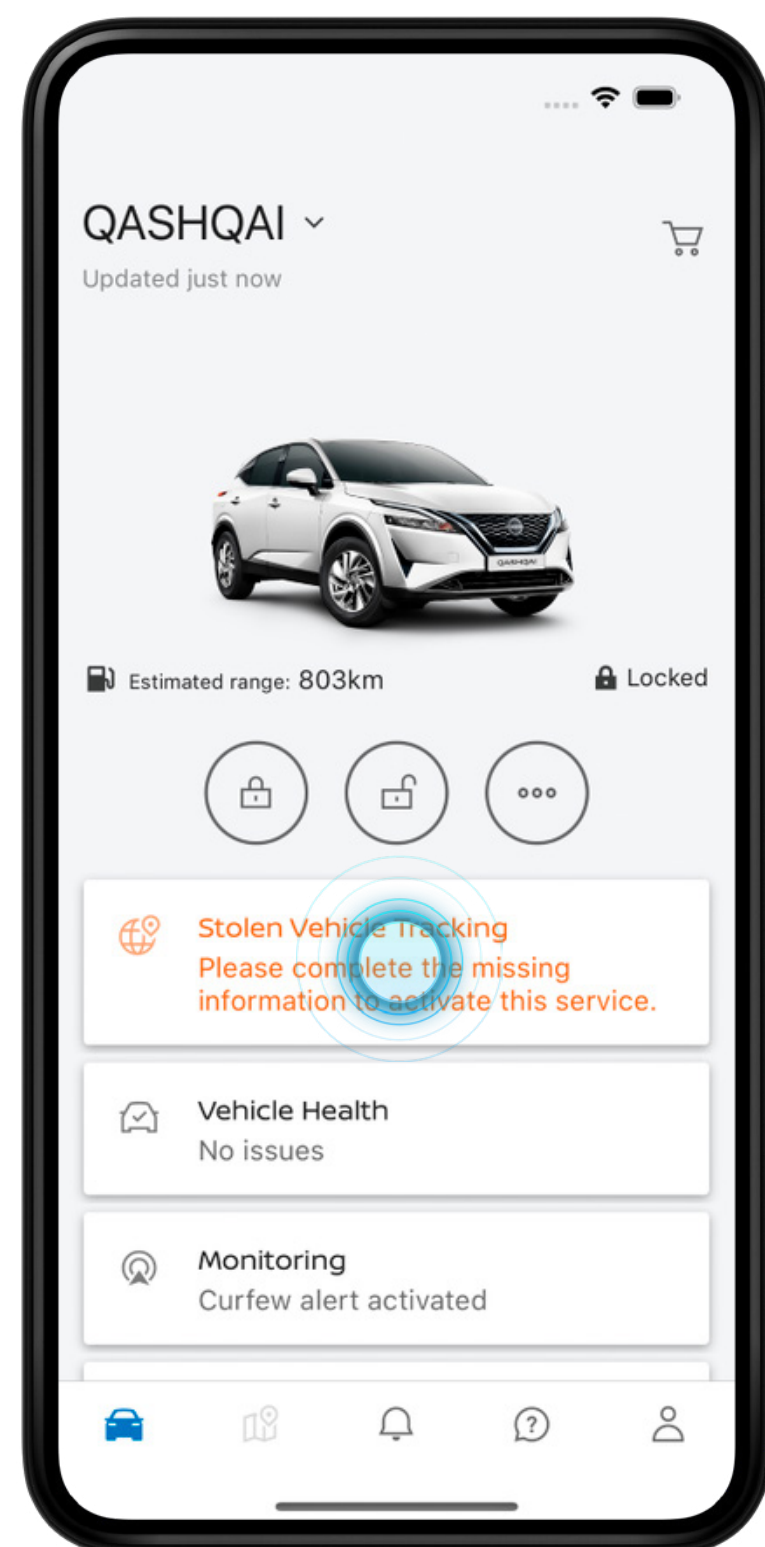 QASHQAI
Updated just now
QASHQAI
Estimated range: 803km
Locked
Stolen Vehicle Tracking
Please complete the missing
information to activate this service.
Vehicle Health
No issues
Monitoring
Curfew alert activated